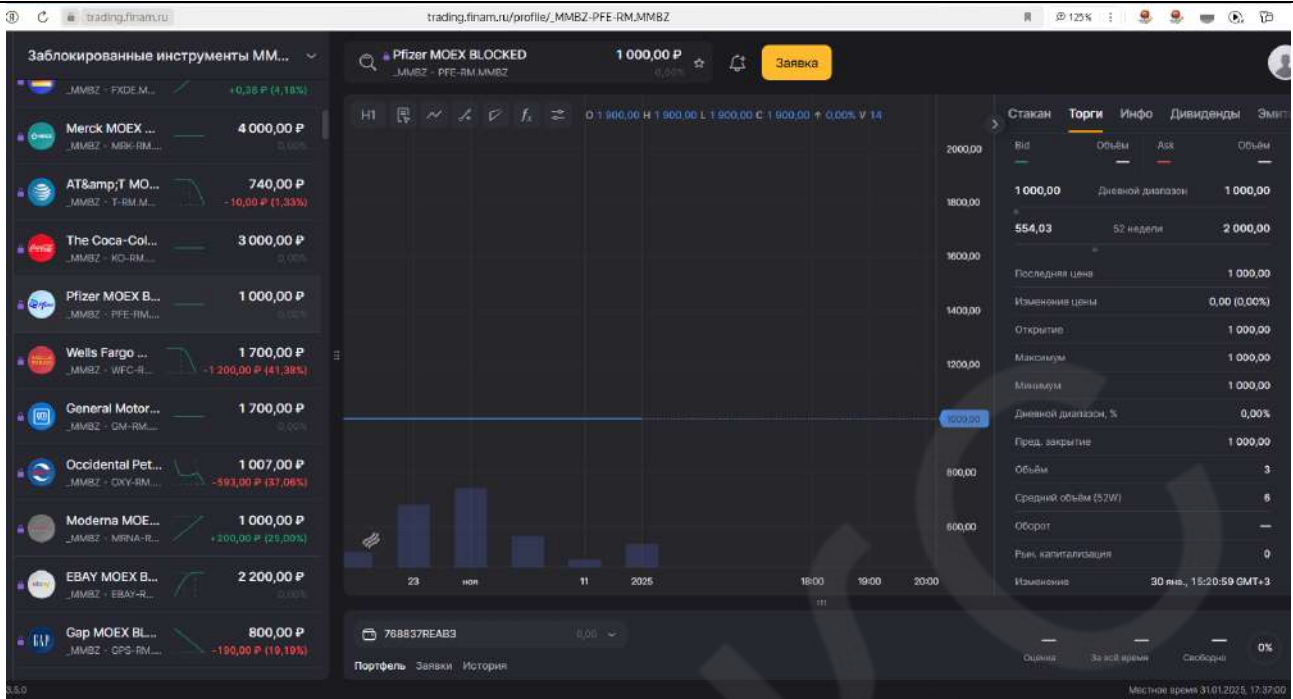 trading.finam.ru
trading.finam.ru/profile/_MMBZ-PFE-RM.MMBZ
125%
Заблокированные инструменты ММ...
_MMBZ - FXDE.M...
+0,36 ₽ (4,18%)
Merck MOEX ...
4 000,00 ₽
_MMBZ - MRK-RM....
0,00%
AT&amp;T MO...
740,00 ₽
_MMBZ - T-RM.M...
-10,00 ₽ (1,33%)
The Coca-Col...
3 000,00 ₽
_MMBZ - KO-RM....
0,00%
Pfizer MOEX B...
1 000,00 ₽
_MMBZ - PFE-RM....
0,00%
Wells Fargo ...
1 700,00 ₽
_MMBZ - WFC-R...
-1 200,00 ₽ (41,38%)
General Motor...
1 700,00 ₽
_MMBZ - GM-RM....
0,00%
Occidental Pet...
1 007,00 ₽
_MMBZ - OXY-RM....
-593,00 ₽ (37,06%)
Moderna MOE...
1 000,00 ₽
_MMBZ - MRNA-R...
+200,00 ₽ (25,00%)
EBAY MOEX B...
2 200,00 ₽
_MMBZ - EBAY-R...
0,00%
GAP
Gap MOEX BL...
800,00 ₽
_MMBZ - GPS-RM....
-190,00 ₽ (19,19%)
3.5.0
Pfizer MOEX BLOCKED
1 000,00 ₽
_MMBZ - PFE-RM.MMBZ
0,00%
Заявка
H1
O 1 900,00 H 1 900,00 L 1 900,00 C 1 900,00 + 0,00% V 14
2000,00
1800,00
1600,00
1400,00
1200,00
1000,00
800,00
600,00
23 ноя 11 2025 18:00 19:00 20:00
768837REAB3
0,00
Портфель Заявки История
Оценка За всё время Свободно 0%
Стакан Торги Инфо Дивиденды Эмит
Bid Объём Ask Объём
1 000,00 Дневной диапазон 1 000,00
554,03 52 недели 2 000,00
Последняя цена 1 000,00
Изменение цены 0,00 (0,00%)
Открытие 1 000,00
Максимум 1 000,00
Минимум 1 000,00
Дневной диапазон, % 0,00%
Пред. закрытие 1 000,00
Объём 3
Средний объём (52W) 6
Оборот —
Рын. капитализация 0
Изменение 30 янв., 15:20:59 GMT+3
Местное время 31.01.2025, 17:37:00